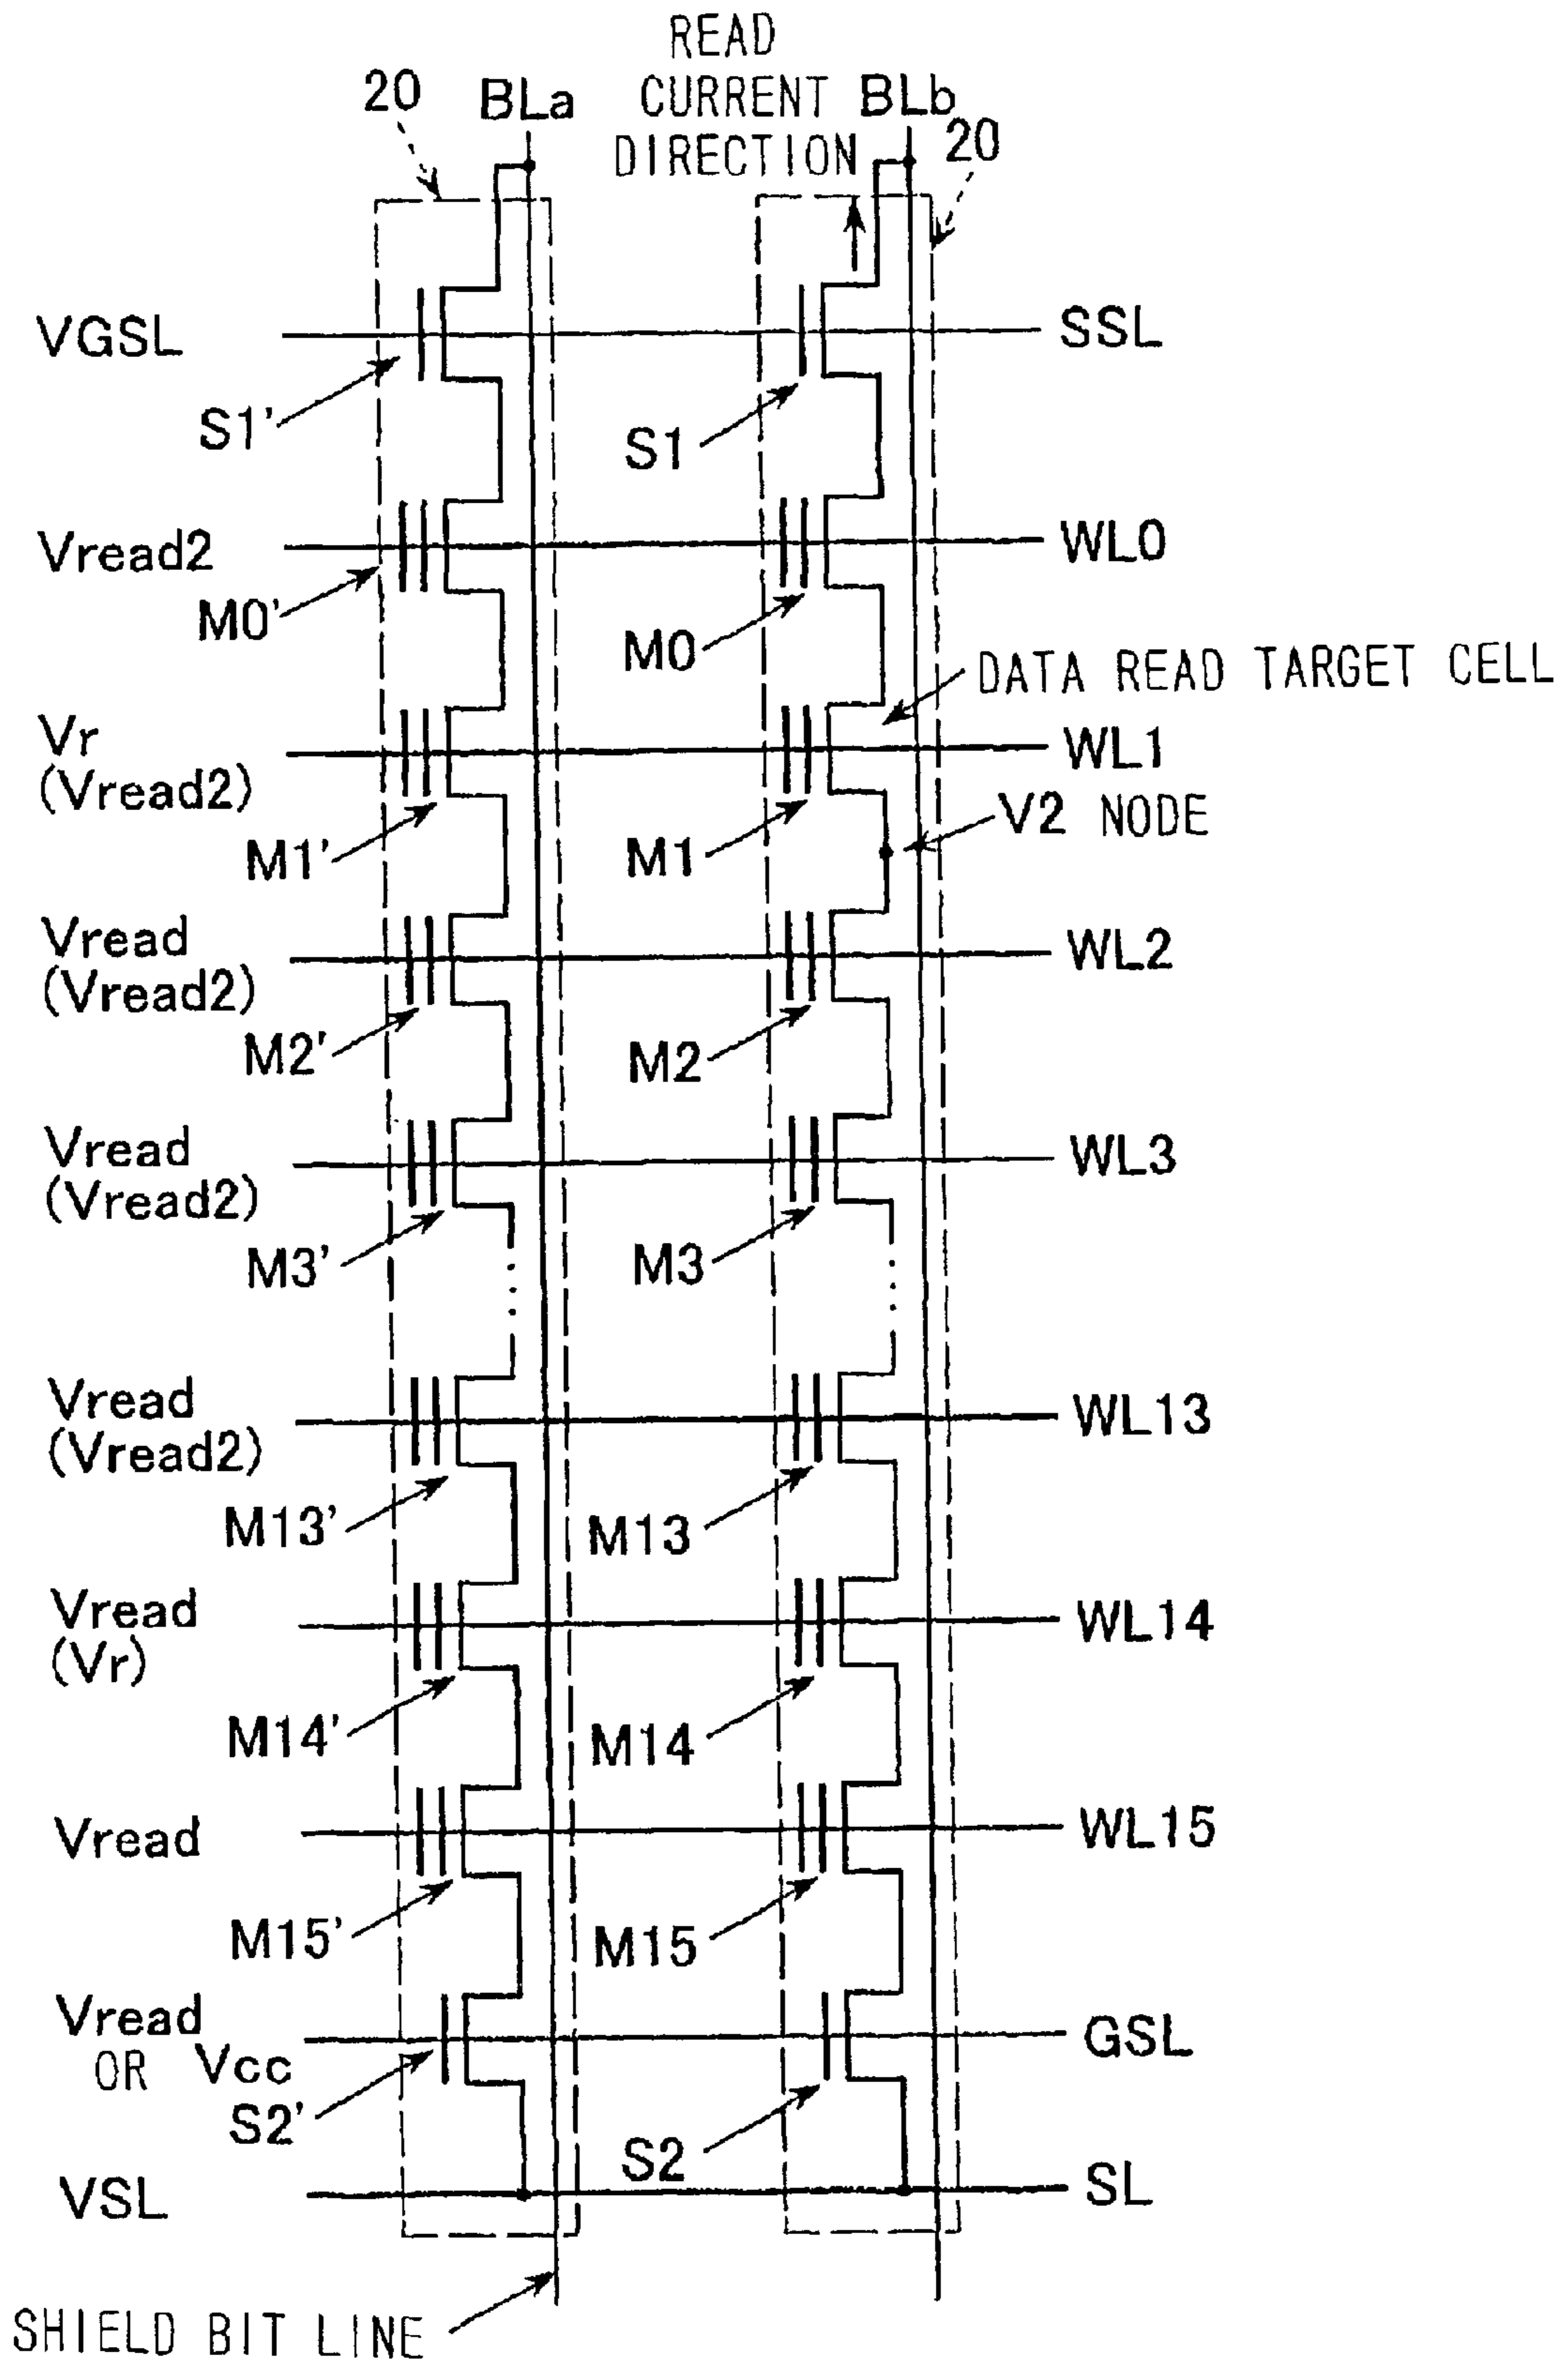 READ
CURRENT
DIRECTION
20
BLa
BLb
20
VGSL
SSL
S1'
S1
Vread2
WL0
M0'
M0
DATA READ TARGET CELL
Vr
(Vread2)
WL1
V2 NODE
M1'
M1
Vread
(Vread2)
WL2
M2'
M2
Vread
(Vread2)
WL3
M3'
M3
Vread
(Vread2)
WL13
M13'
M13
Vread
(Vr)
WL14
M14'
M14
Vread
WL15
M15'
M15
Vread
OR Vcc
GSL
S2'
S2
VSL
SL
SHIELD BIT LINE